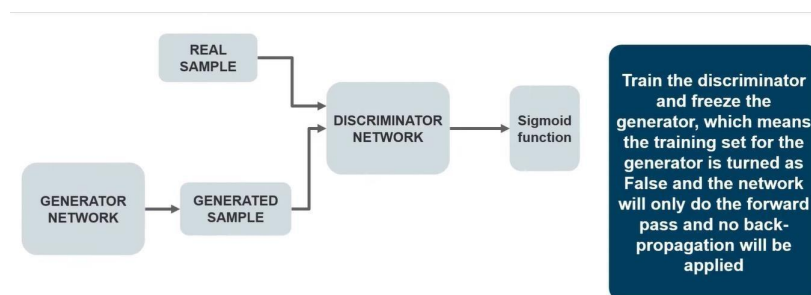 REAL
SAMPLE
DISCRIMINATOR
NETWORK
Sigmoid
function
GENERATOR
NETWORK
GENERATED
SAMPLE
Train the discriminator
and freeze the
generator, which means
the training set for the
generator is turned as
False and the network
will only do the forward
pass and no back-
propagation will be
applied